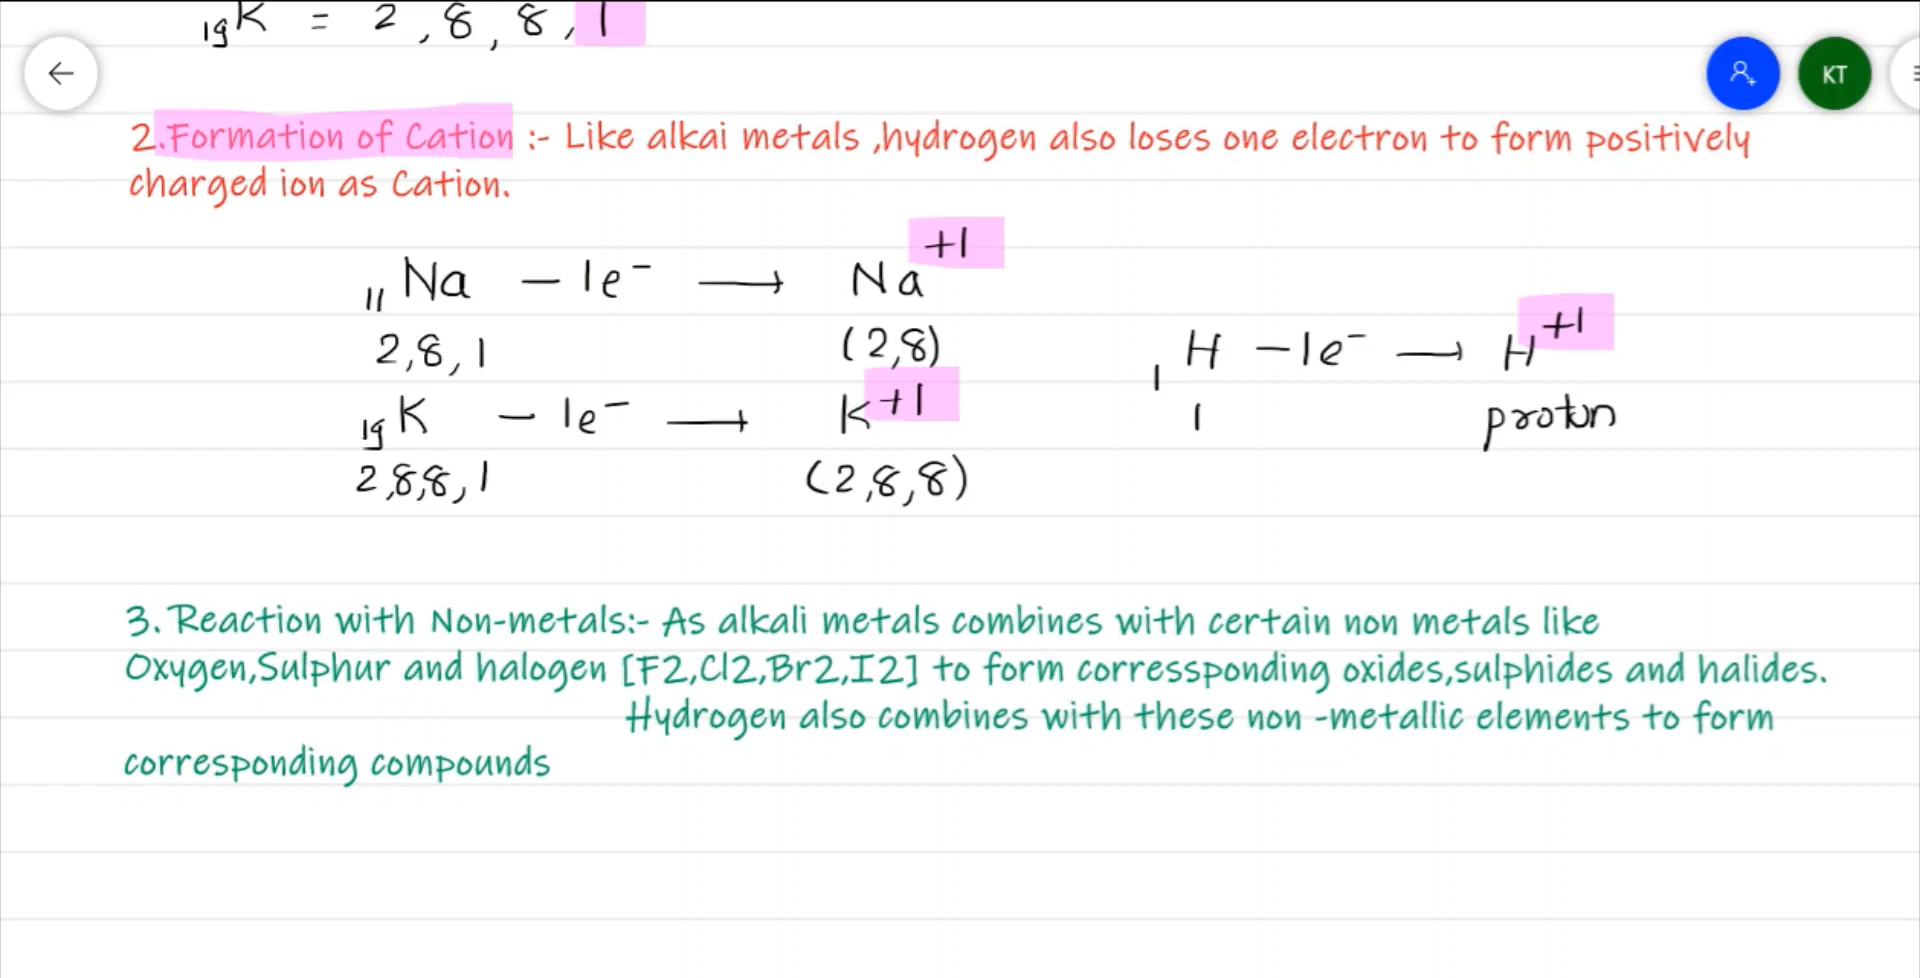 19K = 2, 8, 8, 1
KT
2.Formation of Cation :- Like alkai metals ,hydrogen also loses one electron to form positively
charged ion as Cation.
11Na - 1e⁻ → Na⁺¹
2,8,1 (2,8)
1H - 1e⁻ → H⁺¹
1 proton
19K - 1e⁻ → K⁺¹
2,8,8,1 (2,8,8)
3. Reaction with Non-metals:- As alkali metals combines with certain non metals like
Oxygen,Sulphur and halogen [F2,Cl2,Br2,I2] to form corressponding oxides,sulphides and halides.
Hydrogen also combines with these non -metallic elements to form
corresponding compounds